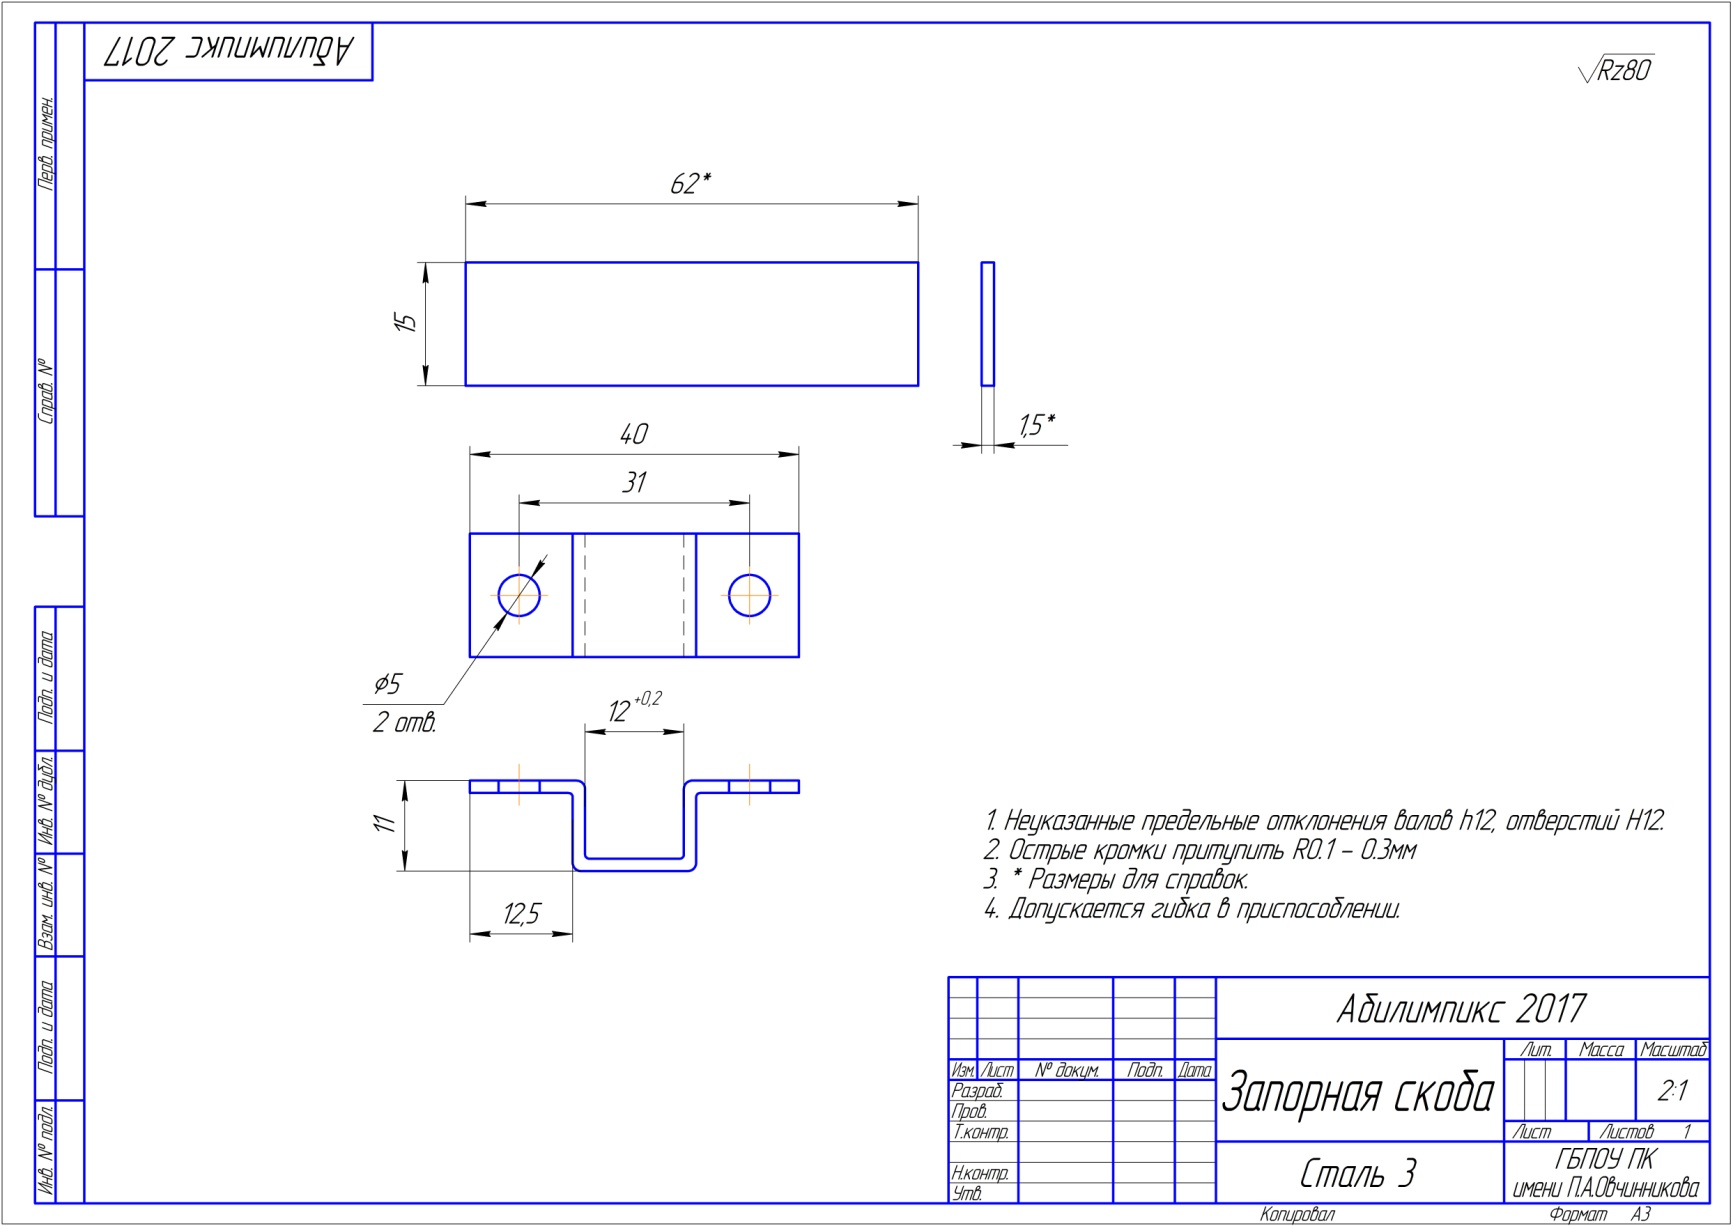 Абилимпикс 2017
√Rz80
Перв. примен.
Справ. №
Подп. и дата
Инв. № дубл.
Взам. инв. №
Подп. и дата
Инв. № подл.
62*
15
1,5*
40
31
⌀5
2 отв.
12+0,2
11
12,5
1. Неуказанные предельные отклонения валов h12, отверстий H12.
2. Острые кромки притупить R0.1 – 0.3мм
3. * Размеры для справок.
4. Допускается гибка в приспособлении.
Абилимпикс 2017
Изм. Лист № докум. Подп. Дата
Разраб.
Пров.
Т.контр.
Н.контр.
Утв.
Запорная скоба
Лит. Масса Масштаб
2:1
Лист Листов 1
Сталь 3
ГБПОУ ПК
имени П.А.Овчинникова
Копировал Формат А3